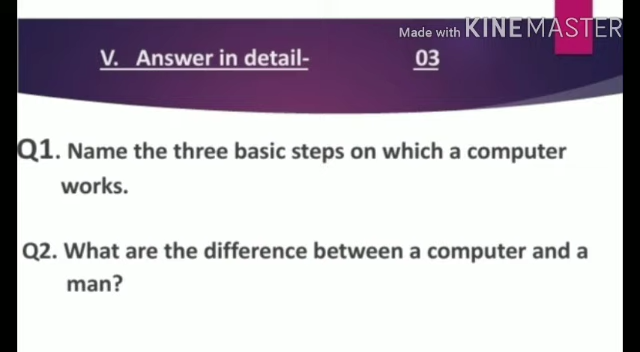 Made with KINEMASTER
V. Answer in detail- 03
Q1. Name the three basic steps on which a computer
works.
Q2. What are the difference between a computer and a
man?